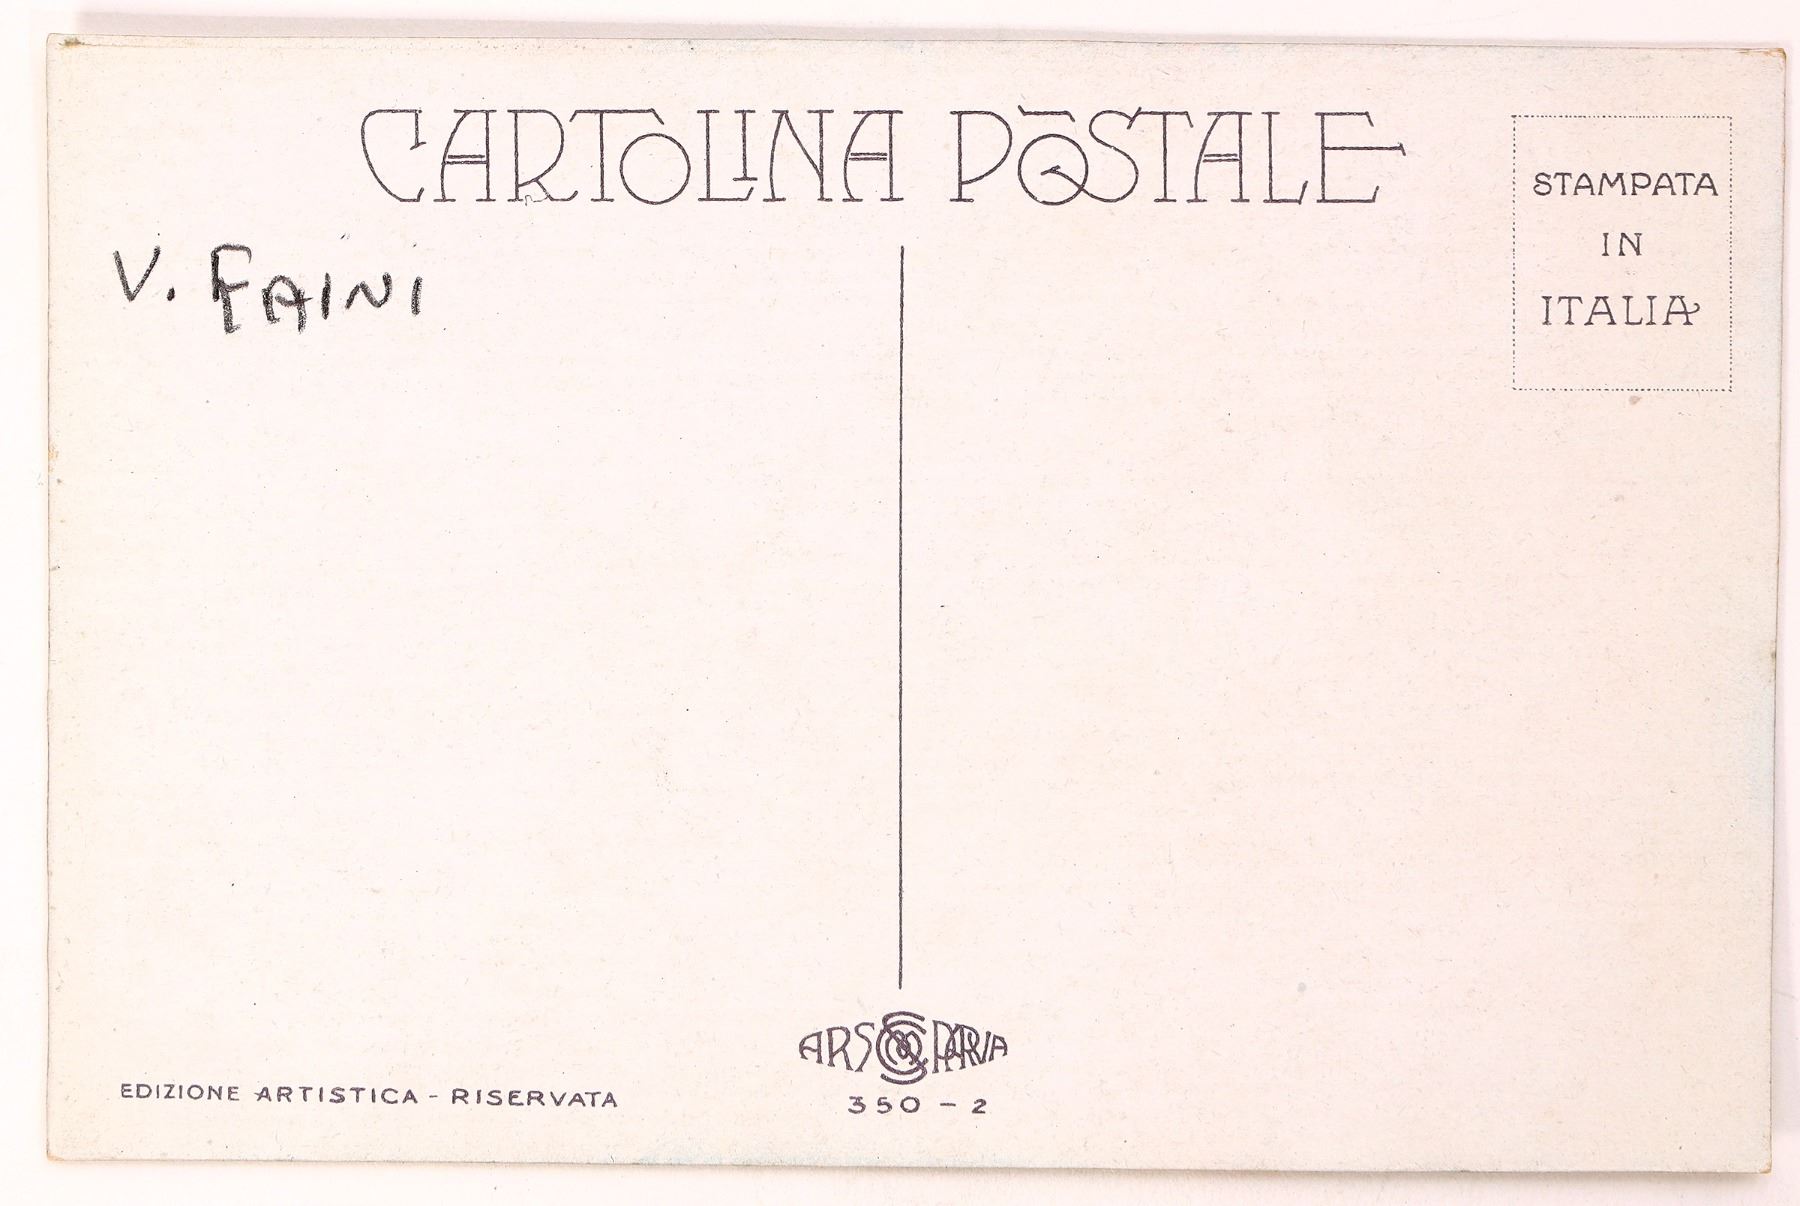 CARTOLINA POSTALE
STAMPATA
IN
ITALIA
V. FAINI
EDIZIONE ARTISTICA - RISERVATA
ARS PARVA
350 - 2